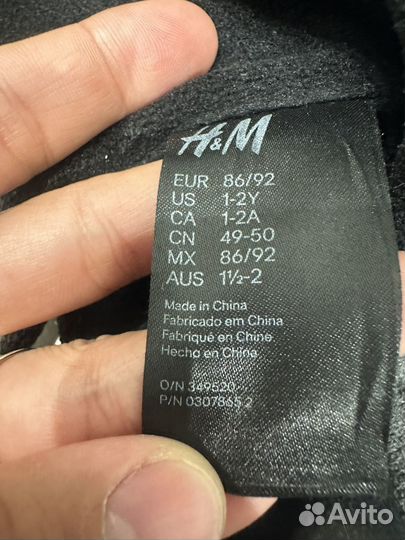 H&M
EUR 86/92
US 1-2Y
CA 1-2A
CN 49-50
MX 86/92
AUS 1½-2
Made in China
Fabricado em China
Fabriqué en Chine
Hecho en China
O/N 349520
P/N 0307865 2
Avito